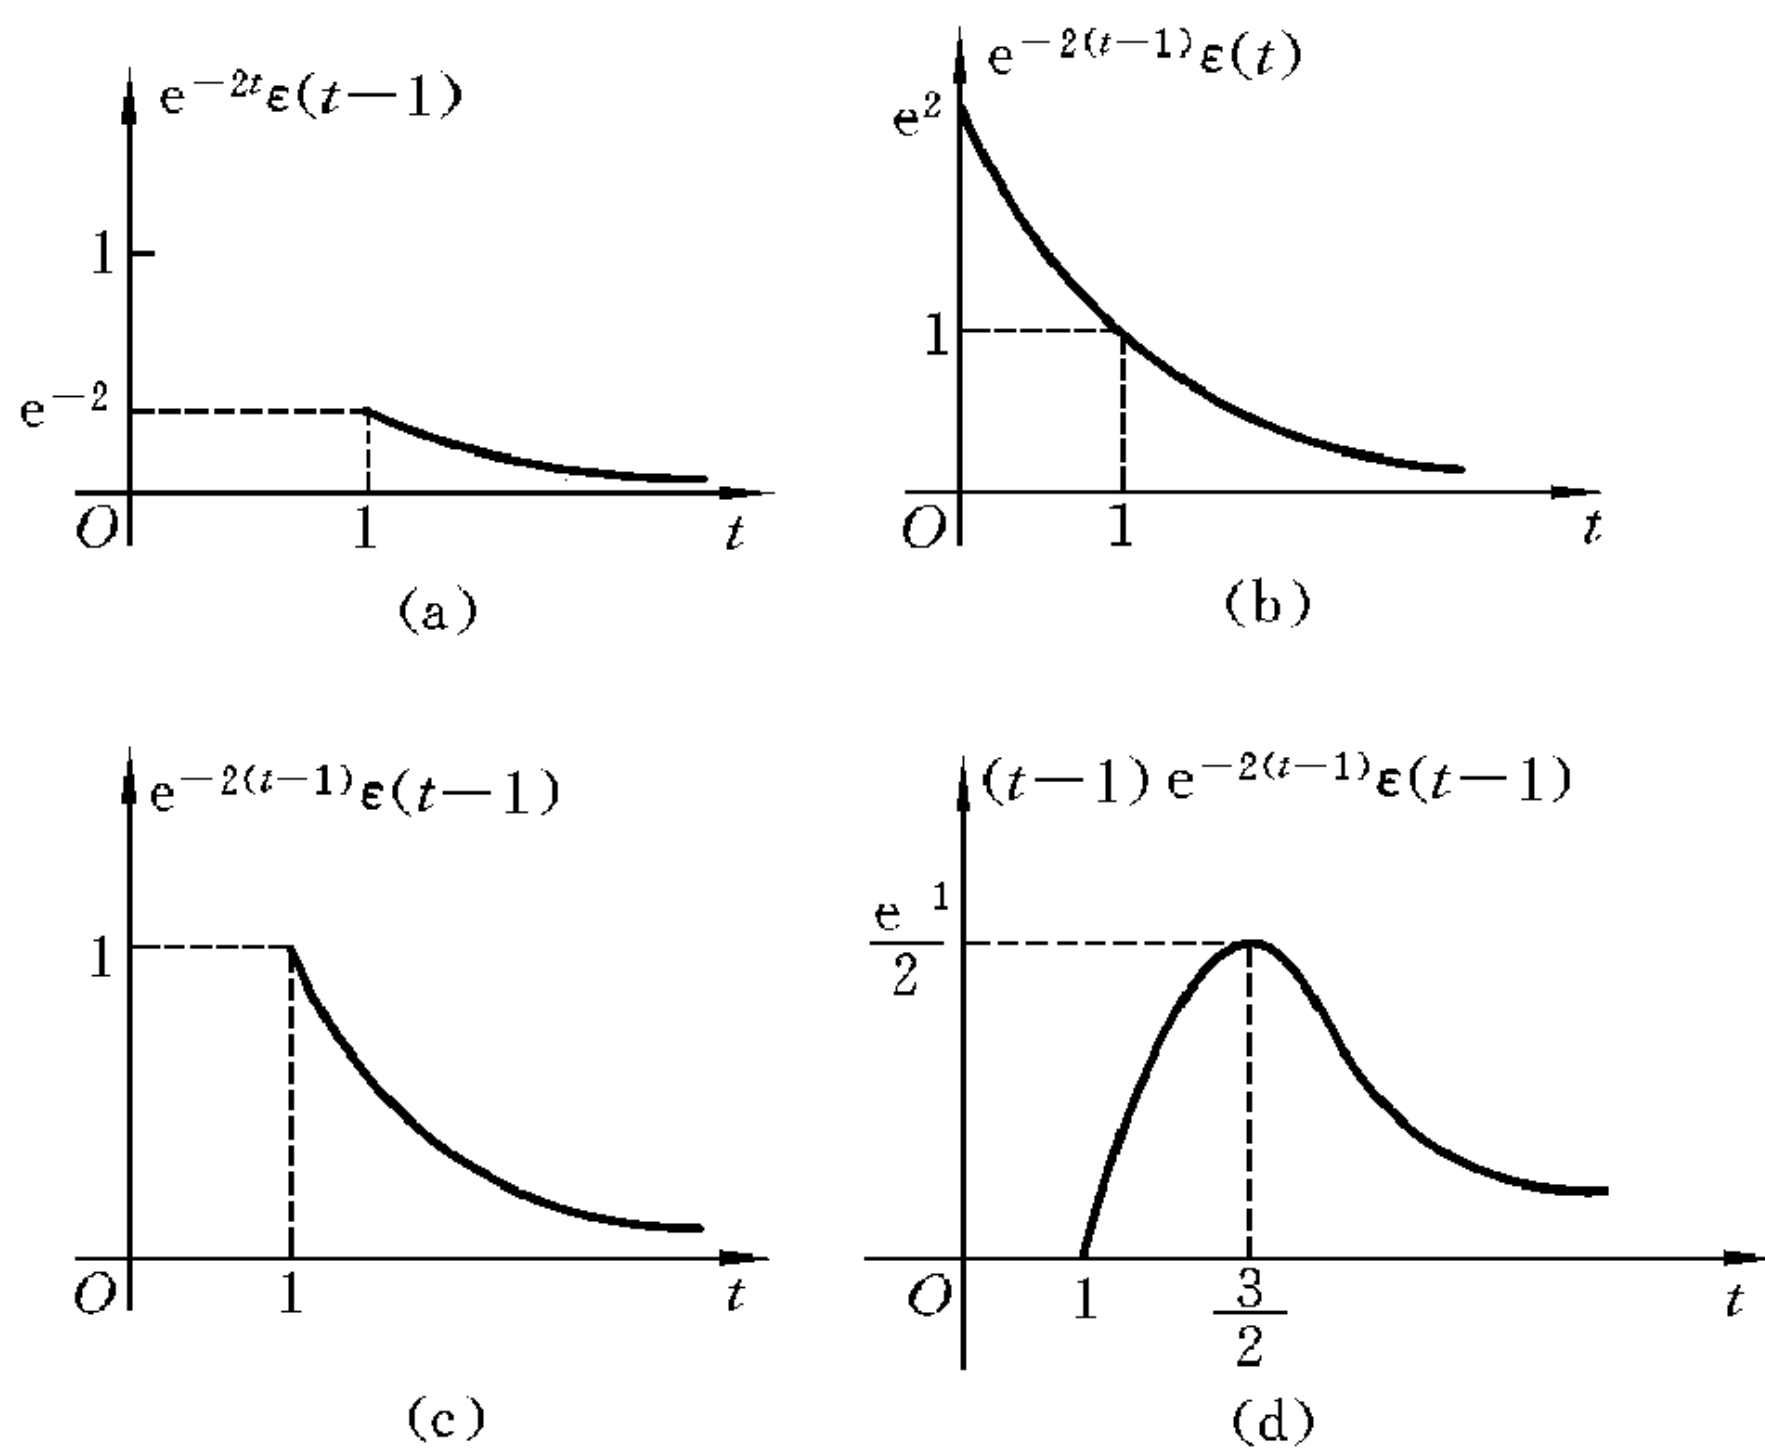 e^{-2t}ε(t-1)
1
e^{-2}
O 1 t
(a)
e^{-2(t-1)}ε(t)
e^2
1
O 1 t
(b)
e^{-2(t-1)}ε(t-1)
1
O 1 t
(c)
(t-1)e^{-2(t-1)}ε(t-1)
e^1/2
O 1 3/2 t
(d)